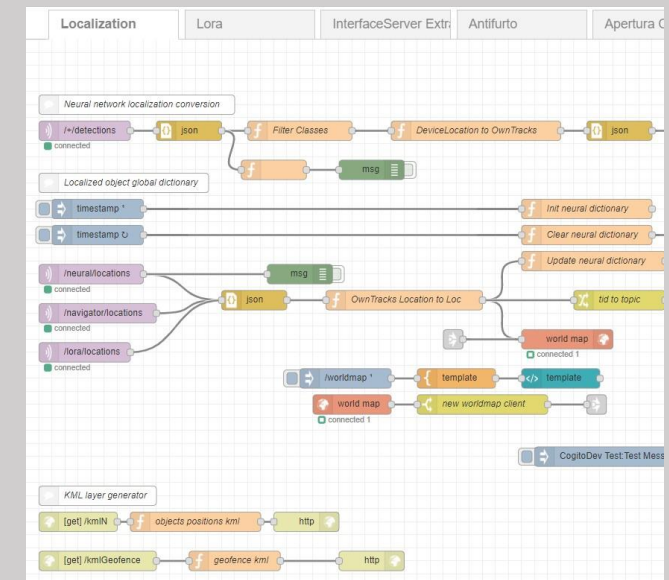 Localization Lora InterfaceServer Extra Antifurto Apertura C
Neural network localization conversion
/+/detections json Filter Classes DeviceLocation to OwnTracks json
connected
msg
Localized object global dictionary
timestamp ¹ Init neural dictionary
timestamp ↻ Clear neural dictionary
Update neural dictionary
/neural/locations msg
connected
json OwnTracks Location to Loc tid to topic
/navigator/locations
connected
world map
/lora/locations
connected connected 1
/worldmap ¹ template template
world map new worldmap client
connected 1
CogitoDev Test:Test Mess
KML layer generator
[get] /kmlN objects positions kml http
[get] /kmlGeofence geofence kml http